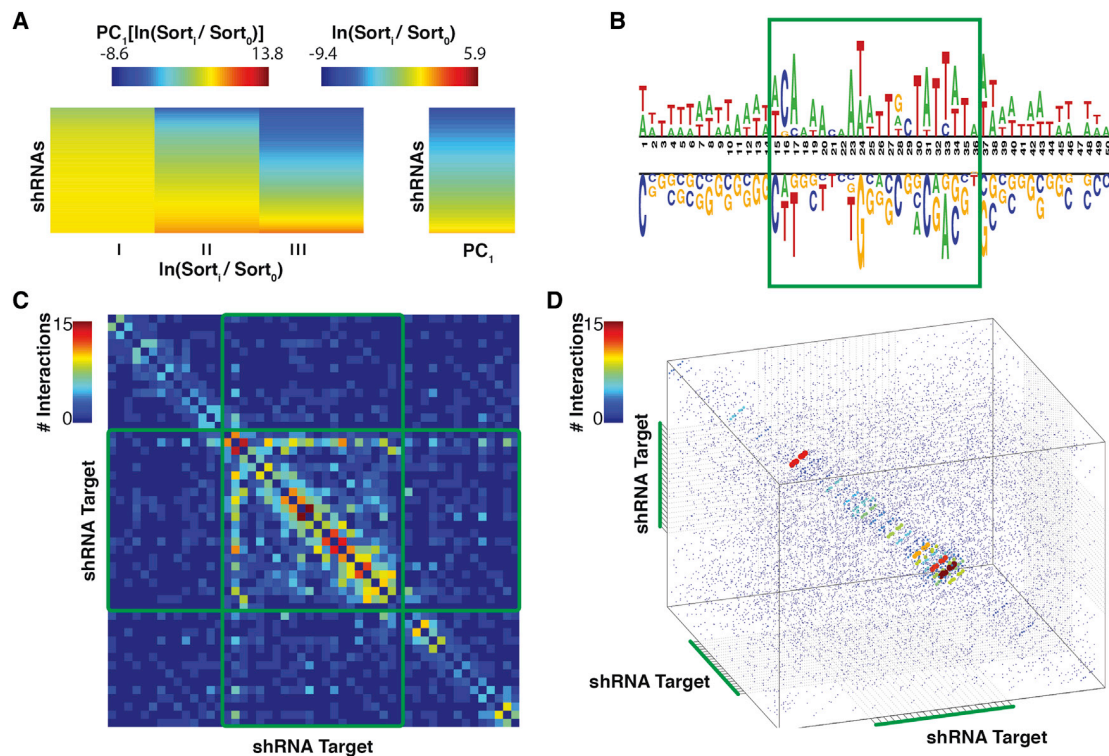 A
PC1[ln(Sorti / Sort0)]
-8.6 13.8
ln(Sorti / Sort0)
-9.4 5.9
shRNAs
I II III
ln(Sorti / Sort0)
shRNAs
PC1
B
1 2 3 4 5 6 7 8 9 10 11 12 13 14 15 16 17 18 19 20 21 22 23 24 25 26 27 28 29 30 31 32 33 34 35 36 37 38 39 40 41 42 43 44 45 46 47 48 49 50
C
# Interactions
15
0
shRNA Target
shRNA Target
D
# Interactions
15
0
shRNA Target
shRNA Target
shRNA Target